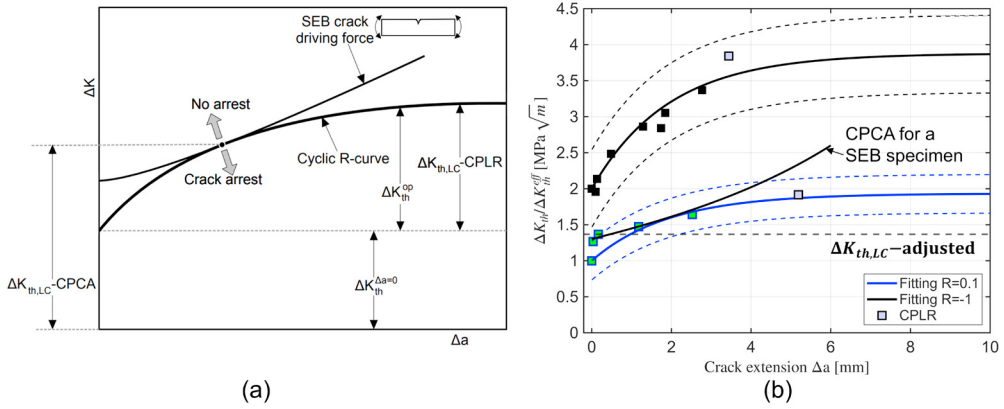 (a)
SEB crack
driving force
ΔK
No arrest
Crack arrest
Cyclic R-curve
ΔK_th,LC-CPLR
ΔK_th^op
ΔK_th,LC-CPCA
ΔK_th^Δa=0
Δa
(a)
(b)
4.5
4
3.5
3
2.5
2
1.5
1
0.5
0
ΔK_th/ΔK_th^eff [MPa √m]
CPCA for a
SEB specimen
ΔK_th,LC-adjusted
Fitting R=0.1
Fitting R=-1
CPLR
0
2
4
6
8
10
Crack extension Δa [mm]
(b)